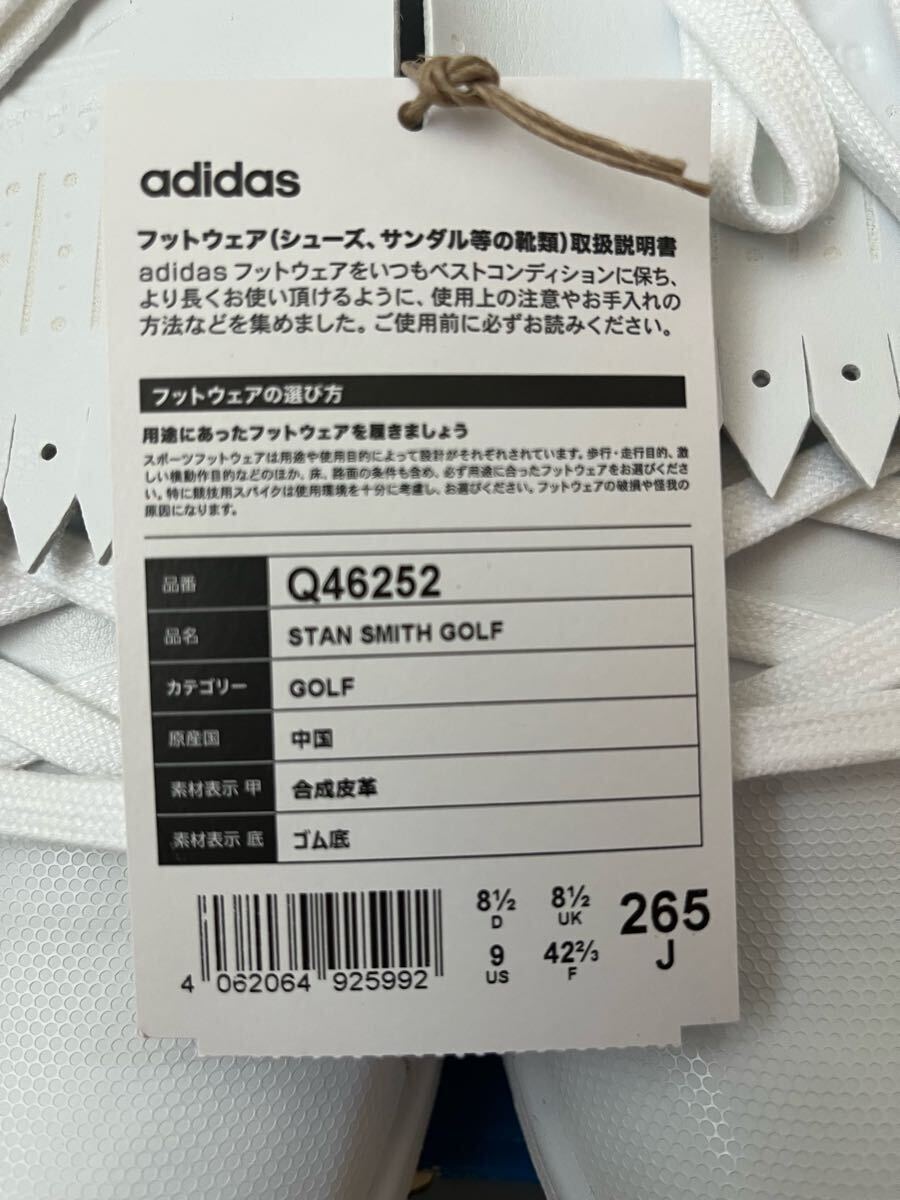 adidas
フットウェア(シューズ、サンダル等の靴類)取扱説明書
adidas フットウェアをいつもベストコンディションに保ち、
より長くお使い頂けるように、使用上の注意やお手入れの
方法などを集めました。ご使用前に必ずお読みください。
フットウェアの選び方
用途にあったフットウェアを履きましょう
スポーツフットウェアは用途や使用目的によって設計がそれぞれされています。歩行・走行目的、激
しい機動作目的などのほか、床、路面の条件も含め、必ず用途に合ったフットウェアをお選びくださ
い。特に競技用スパイクは使用環境を十分に考慮し、お選びください。フットウェアの破損や怪我の
原因になります。
品番 Q46252
品名 STAN SMITH GOLF
カテゴリー GOLF
原産国 中国
素材表示 甲 合成皮革
素材表示 底 ゴム底
8½ 8½ 265
D UK J
9 42⅔
US F
4 062064 925992